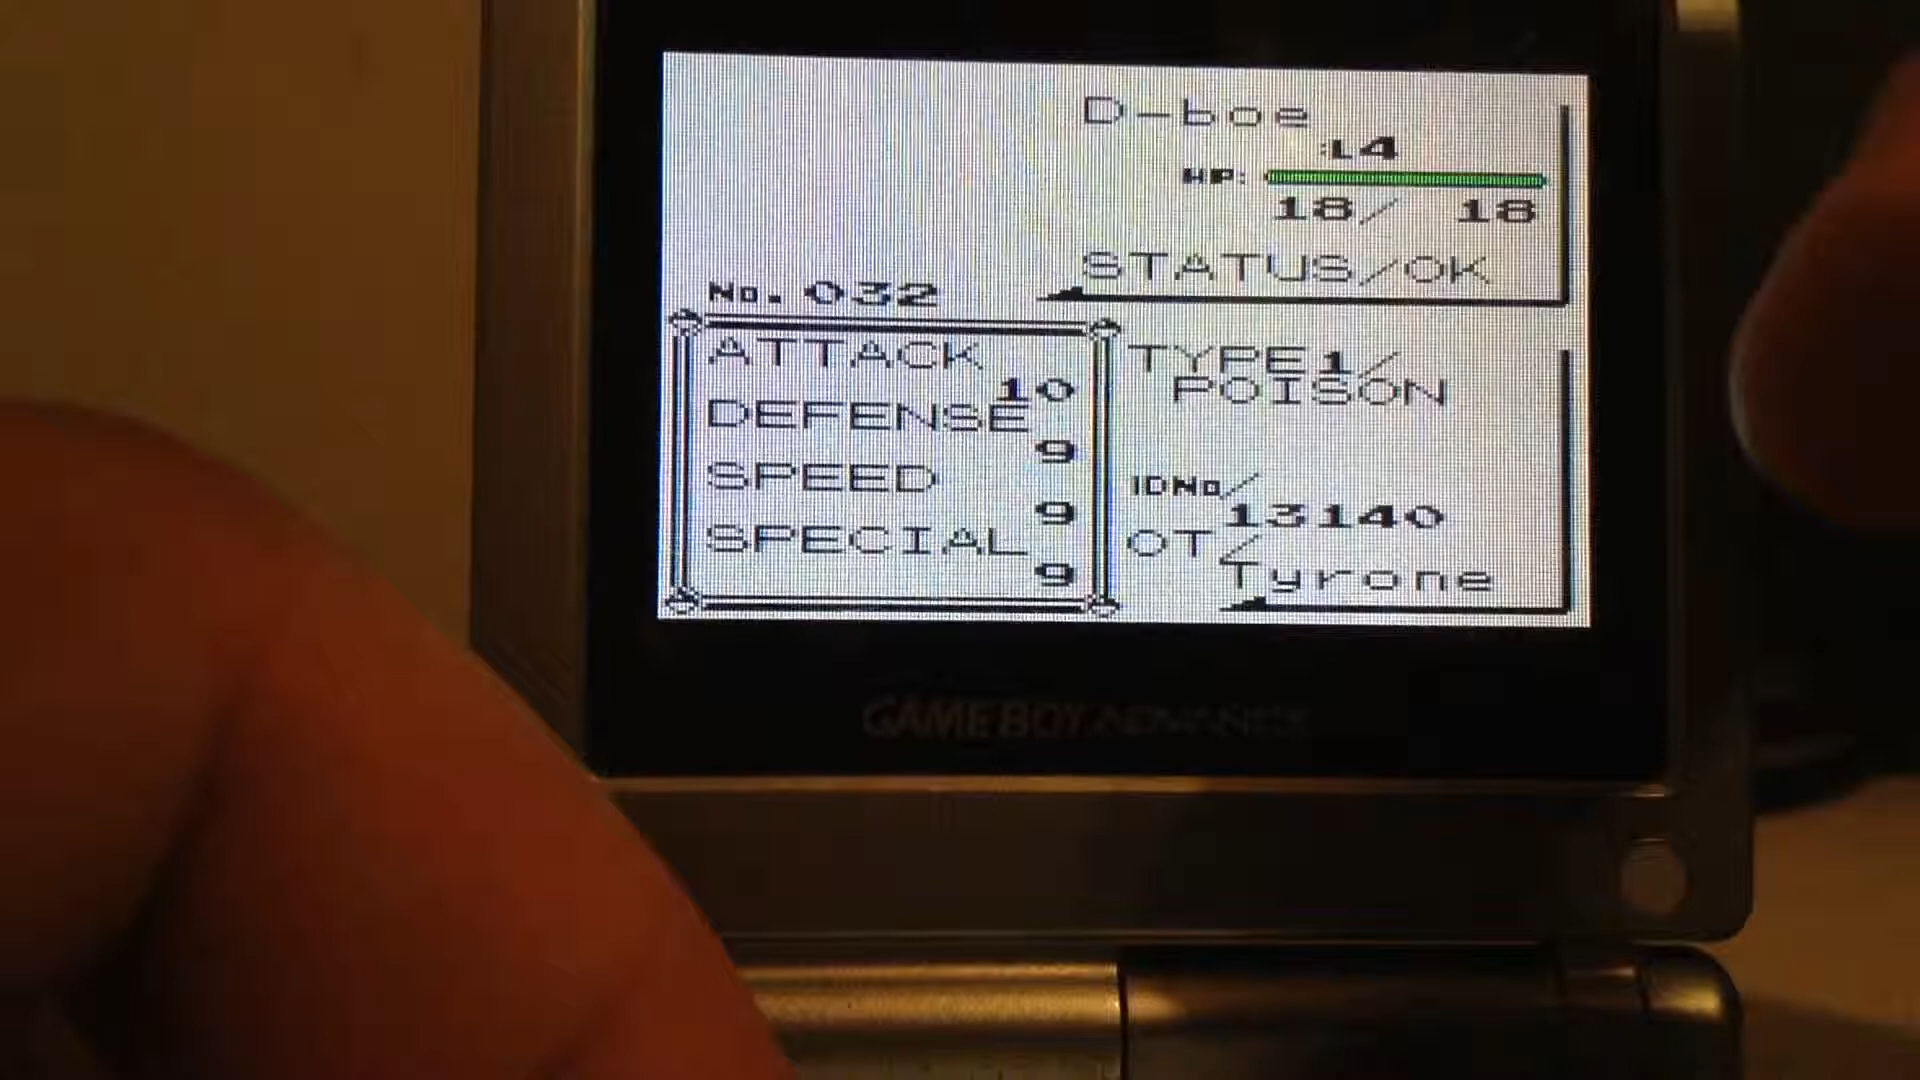 D-boe
:L4
HP:
18/ 18
STATUS/OK
No. 032
ATTACK
10
DEFENSE
9
SPEED
9
SPECIAL
9
TYPE1/
POISON
IDNo/
13140
OT/
Tyrone
GAME BOY ADVANCE